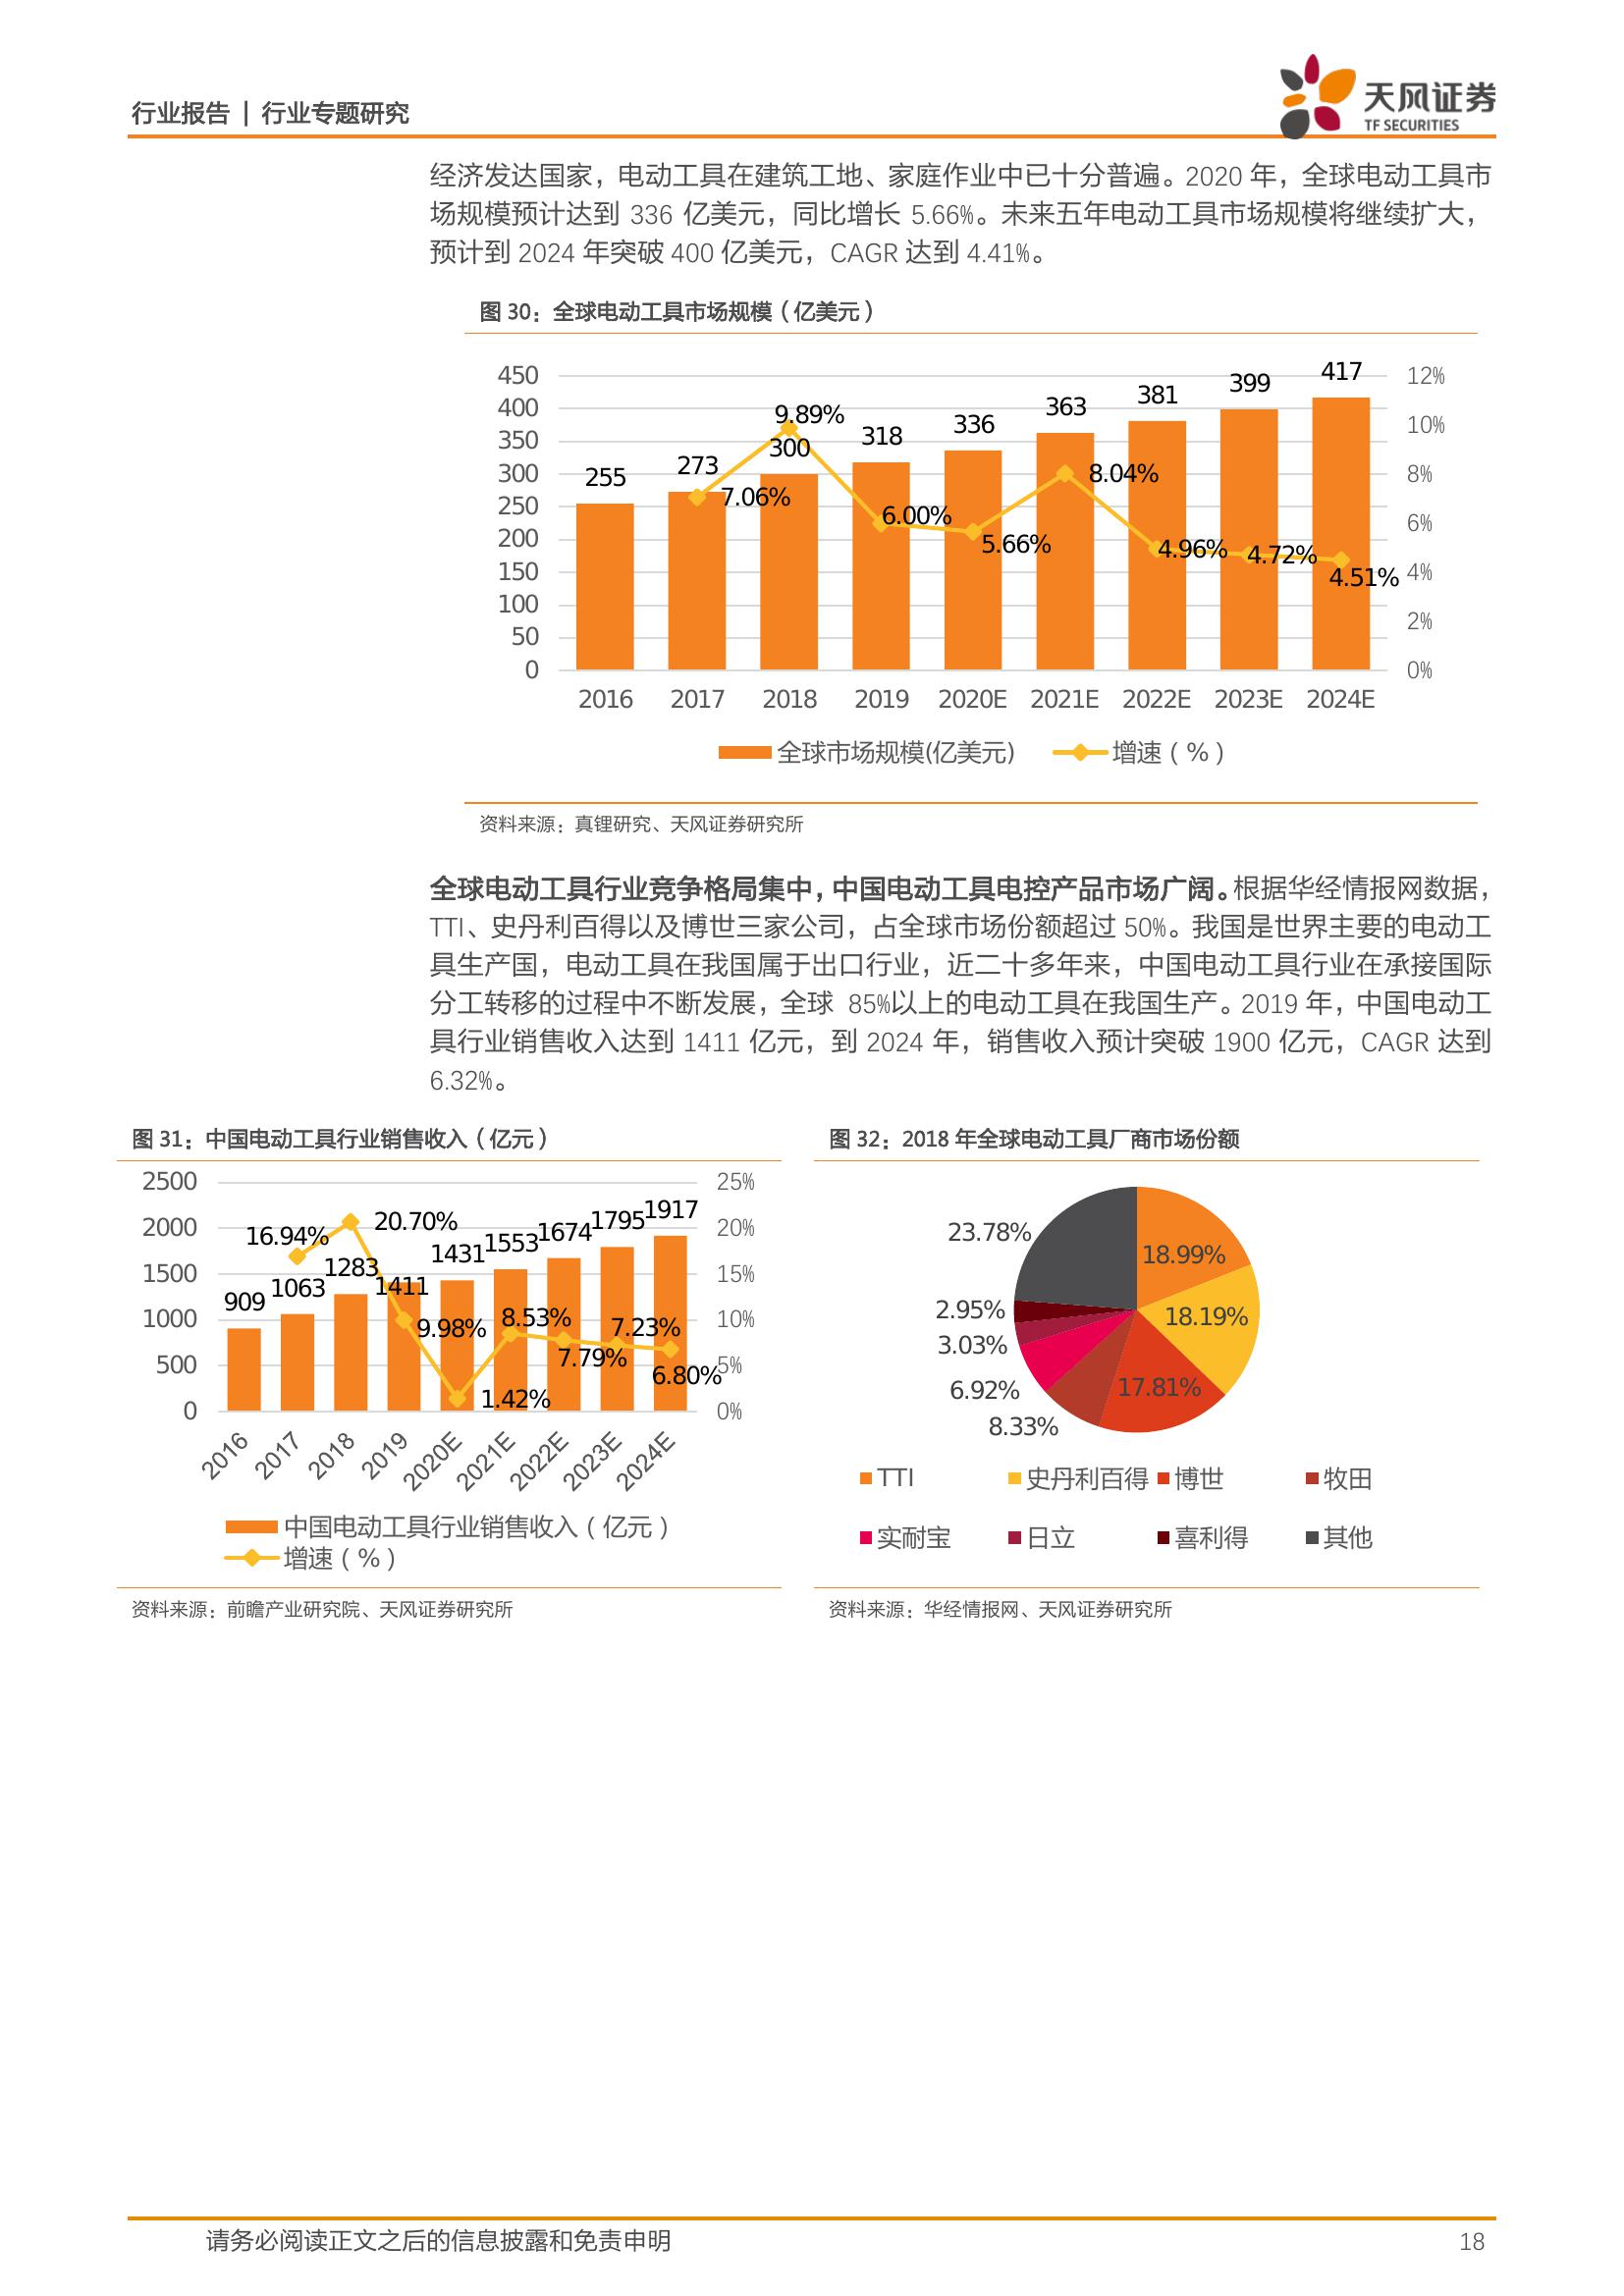 行业报告 | 行业专题研究
天风证券
TF SECURITIES
经济发达国家，电动工具在建筑工地、家庭作业中已十分普遍。2020 年，全球电动工具市
场规模预计达到 336 亿美元，同比增长 5.66%。未来五年电动工具市场规模将继续扩大，
预计到 2024 年突破 400 亿美元，CAGR 达到 4.41%。
图 30：全球电动工具市场规模（亿美元）
450
400
350
300
250
200
150
100
50
0
12%
10%
8%
6%
4%
2%
0%
255
273
300
318
336
363
381
399
417
7.06%
9.89%
6.00%
5.66%
8.04%
4.96%
4.72%
4.51%
2016 2017 2018 2019 2020E 2021E 2022E 2023E 2024E
全球市场规模(亿美元) 增速（%）
资料来源：真锂研究、天风证券研究所
全球电动工具行业竞争格局集中，中国电动工具电控产品市场广阔。根据华经情报网数据，
TTI、史丹利百得以及博世三家公司，占全球市场份额超过 50%。我国是世界主要的电动工
具生产国，电动工具在我国属于出口行业，近二十多年来，中国电动工具行业在承接国际
分工转移的过程中不断发展，全球 85%以上的电动工具在我国生产。2019 年，中国电动工
具行业销售收入达到 1411 亿元，到 2024 年，销售收入预计突破 1900 亿元，CAGR 达到
6.32%。
图 31：中国电动工具行业销售收入（亿元）
2500
2000
1500
1000
500
0
25%
20%
15%
10%
5%
0%
909
1063
1283
1411
1431
1553
1674
1795
1917
16.94%
20.70%
9.98%
1.42%
8.53%
7.79%
7.23%
6.80%
2016 2017 2018 2019 2020E 2021E 2022E 2023E 2024E
中国电动工具行业销售收入（亿元）
增速（%）
资料来源：前瞻产业研究院、天风证券研究所
图 32：2018 年全球电动工具厂商市场份额
18.99%
18.19%
17.81%
8.33%
6.92%
3.03%
2.95%
23.78%
TTI 史丹利百得 博世 牧田
实耐宝 日立 喜利得 其他
资料来源：华经情报网、天风证券研究所
请务必阅读正文之后的信息披露和免责申明 18